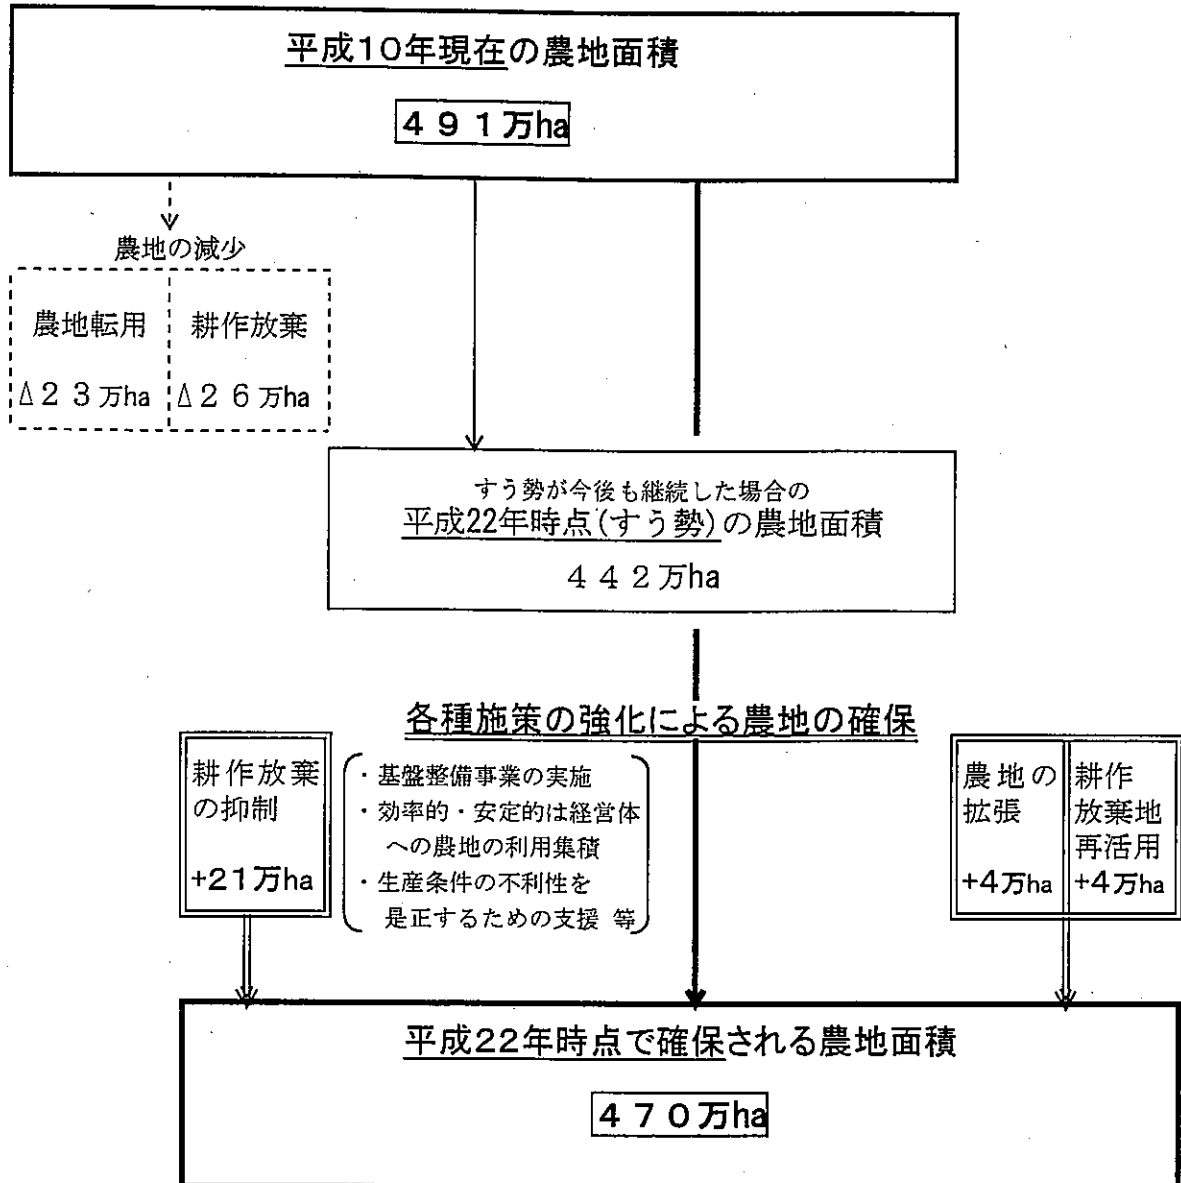 平成10年現在の農地面積
４９１万ha
農地の減少
農地転用
△２３万ha
耕作放棄
△２６万ha
すう勢が今後も継続した場合の
平成22年時点(すう勢)の農地面積
４４２万ha
各種施策の強化による農地の確保
耕作放棄
の抑制
+21万ha
・基盤整備事業の実施
・効率的・安定的は経営体
への農地の利用集積
・生産条件の不利性を
是正するための支援 等
農地の
拡張
+4万ha
耕作
放棄地
再活用
+4万ha
平成22年時点で確保される農地面積
４７０万ha